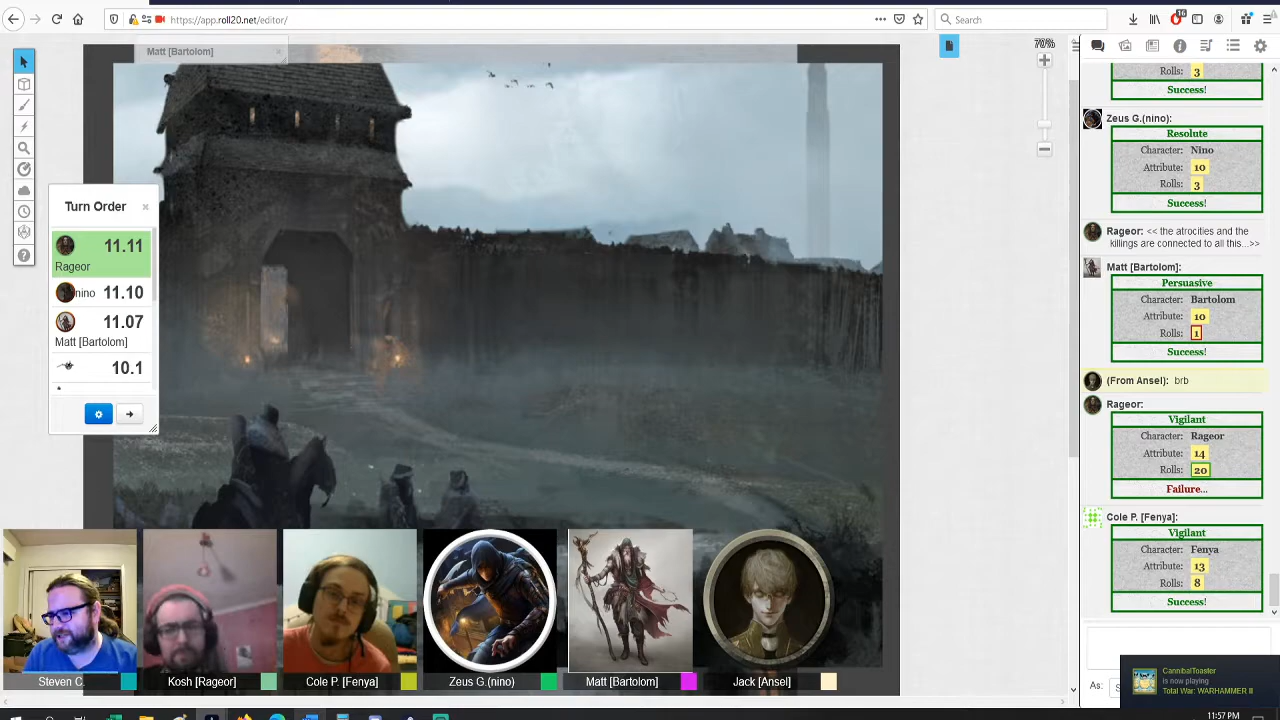 https://app.roll20.net/editor/
Search
16
Matt [Bartolom]
70%
Turn Order
11.11
Rageor
nino 11.10
11.07
Matt [Bartolom]
10.1
Rolls: 3
Success!
Zeus G.(nino):
Resolute
Character: Nino
Attribute: 10
Rolls: 3
Success!
Rageor: << the atrocities and the
killings are connected to all this...>>
Matt [Bartolom]:
Persuasive
Character: Bartolom
Attribute: 10
Rolls: 1
Success!
(From Ansel): brb
Rageor:
Vigilant
Character: Rageor
Attribute: 14
Rolls: 20
Failure...
Cole P. [Fenya]:
Vigilant
Character: Fenya
Attribute: 13
Rolls: 8
Success!
As:
CannibalToaster
is now playing
Total War: WARHAMMER II
Steven C.
Kosh [Rageor]
Cole P. [Fenya]
Zeus G.(nino)
Matt [Bartolom]
Jack [Ansel]
11:57 PM